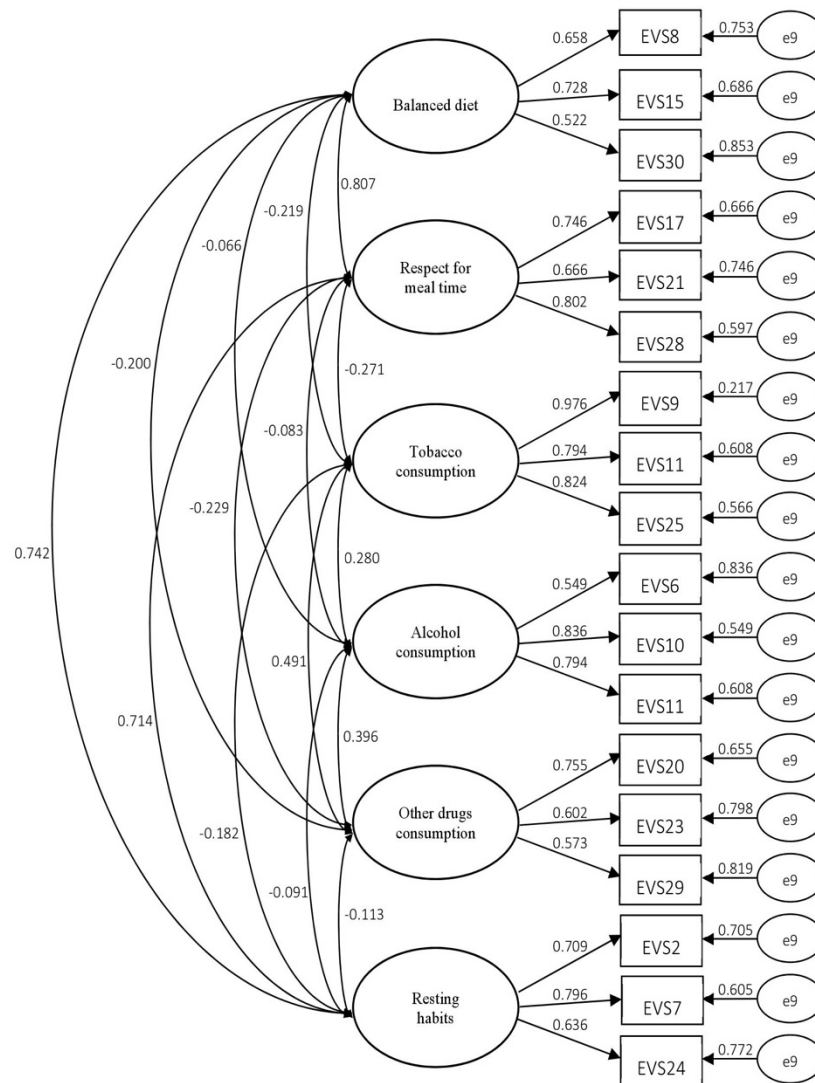 0.658
EVS8
0.753
e9
Balanced diet
0.728
EVS15
0.686
e9
0.522
EVS30
0.853
e9
0.807
-0.219
-0.066
0.746
EVS17
0.666
e9
Respect for
meal time
0.666
EVS21
0.746
e9
0.802
EVS28
0.597
e9
-0.200
-0.271
-0.083
0.976
EVS9
0.217
e9
Tobacco
consumption
0.794
EVS11
0.608
e9
0.824
EVS25
0.566
e9
-0.229
0.742
0.280
0.549
EVS6
0.836
e9
Alcohol
consumption
0.836
EVS10
0.549
e9
0.794
EVS11
0.608
e9
0.491
0.714
0.396
0.755
EVS20
0.655
e9
Other drugs
consumption
0.602
EVS23
0.798
e9
0.573
EVS29
0.819
e9
-0.182
-0.091
-0.113
0.709
EVS2
0.705
e9
Resting
habits
0.796
EVS7
0.605
e9
0.636
EVS24
0.772
e9